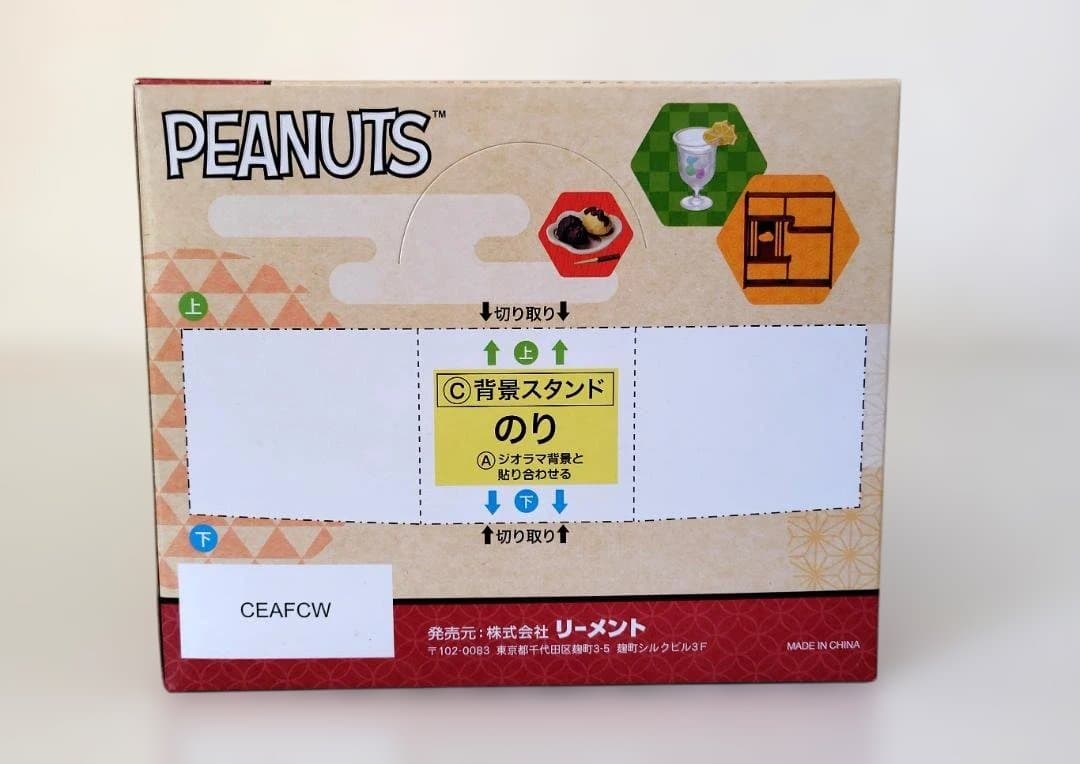 PEANUTS™
上
↓切り取り↓
↑ 上 ↑
Ⓒ背景スタンド
のり
Ⓐジオラマ背景と
貼り合わせる
↓ 下 ↓
↑切り取り↑
下
CEAFCW
発売元：株式会社 リーメント
〒102-0083 東京都千代田区麹町3-5 麹町シルクビル3F
MADE IN CHINA